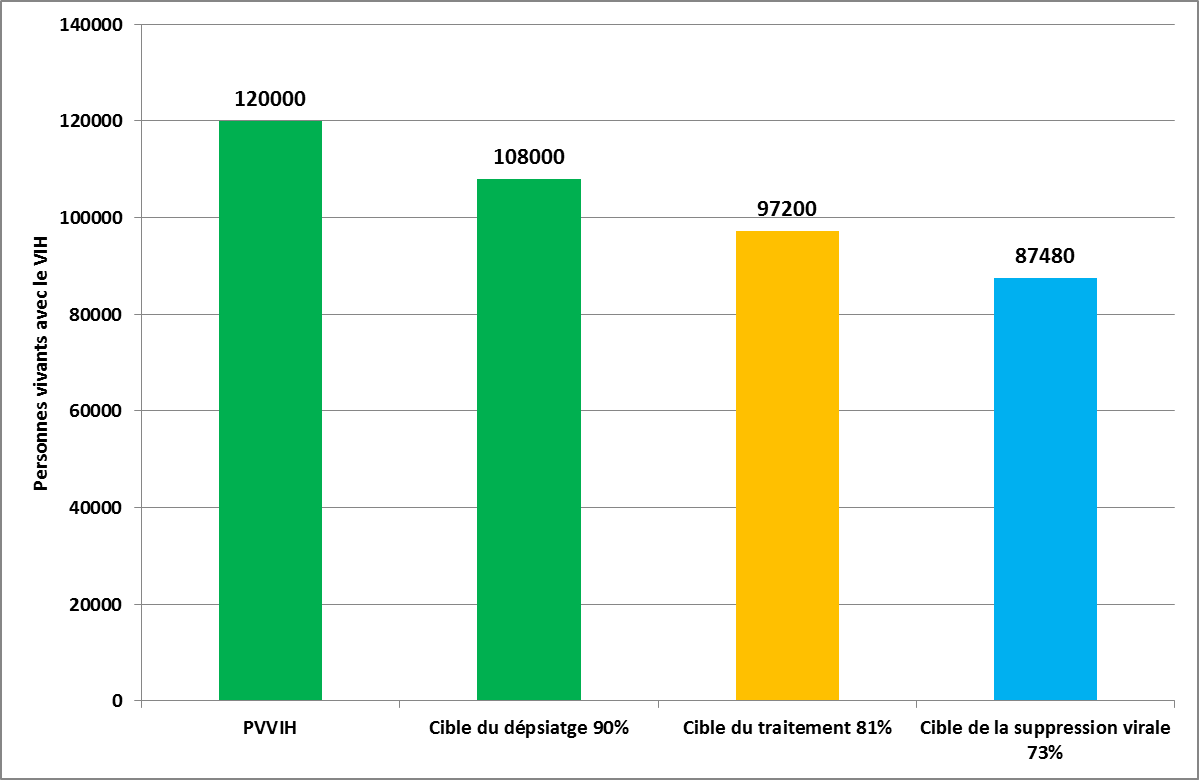 140000
120000
100000
80000
60000
40000
20000
0
Personnes vivants avec le VIH
120000
108000
97200
87480
PVVIH
Cible du dépsiatge 90%
Cible du traitement 81%
Cible de la suppression virale
73%